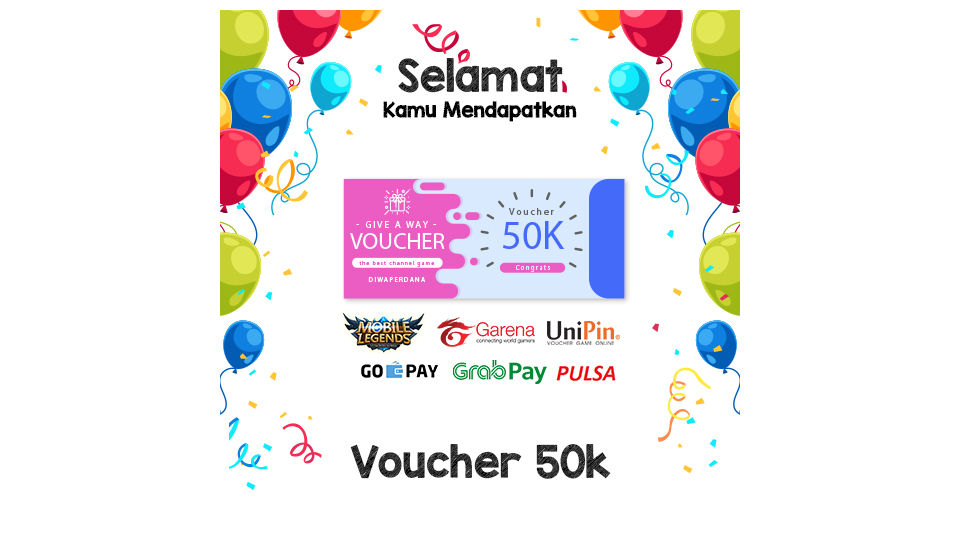 Selamat
Kamu Mendapatkan
- GIVE A WAY -
VOUCHER
the best channel game
DIWAPERDANA
Voucher
50K
Congrats
MOBILE
LEGENDS
Garena
connecting world gamers
UniPin
VOUCHER GAME ONLINE
GO PAY
GrabPay
PULSA
Voucher 50k